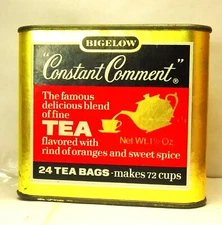 BIGELOW
"Constant Comment"®
The famous
delicious blend
of fine
TEA
Net Wt. 1½ Oz.
flavored with
rind of oranges and sweet spice
24 TEA BAGS - makes 72 cups